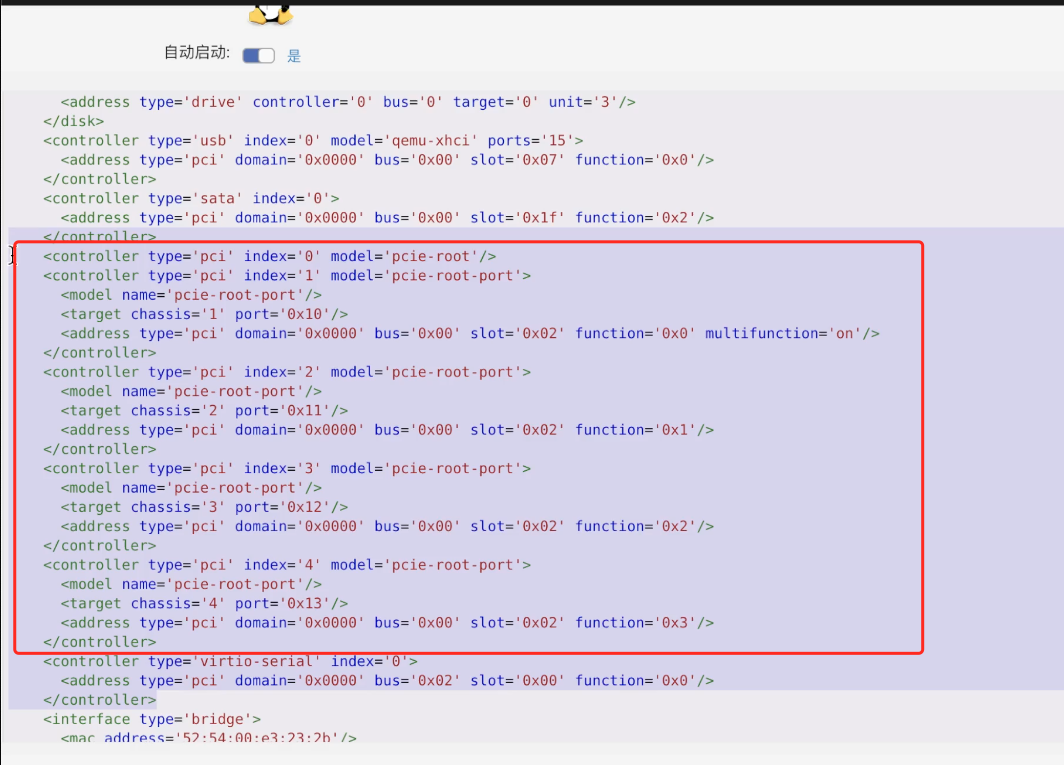 自动启动: 是
<address type='drive' controller='0' bus='0' target='0' unit='3'/>
</disk>
<controller type='usb' index='0' model='qemu-xhci' ports='15'>
<address type='pci' domain='0x0000' bus='0x00' slot='0x07' function='0x0'/>
</controller>
<controller type='sata' index='0'>
<address type='pci' domain='0x0000' bus='0x00' slot='0x1f' function='0x2'/>
</controller>
<controller type='pci' index='0' model='pcie-root'/>
<controller type='pci' index='1' model='pcie-root-port'>
<model name='pcie-root-port'/>
<target chassis='1' port='0x10'/>
<address type='pci' domain='0x0000' bus='0x00' slot='0x02' function='0x0' multifunction='on'/>
</controller>
<controller type='pci' index='2' model='pcie-root-port'>
<model name='pcie-root-port'/>
<target chassis='2' port='0x11'/>
<address type='pci' domain='0x0000' bus='0x00' slot='0x02' function='0x1'/>
</controller>
<controller type='pci' index='3' model='pcie-root-port'>
<model name='pcie-root-port'/>
<target chassis='3' port='0x12'/>
<address type='pci' domain='0x0000' bus='0x00' slot='0x02' function='0x2'/>
</controller>
<controller type='pci' index='4' model='pcie-root-port'>
<model name='pcie-root-port'/>
<target chassis='4' port='0x13'/>
<address type='pci' domain='0x0000' bus='0x00' slot='0x02' function='0x3'/>
</controller>
<controller type='virtio-serial' index='0'>
<address type='pci' domain='0x0000' bus='0x02' slot='0x00' function='0x0'/>
</controller>
<interface type='bridge'>
<mac address='52:54:00:e3:23:2b'/>